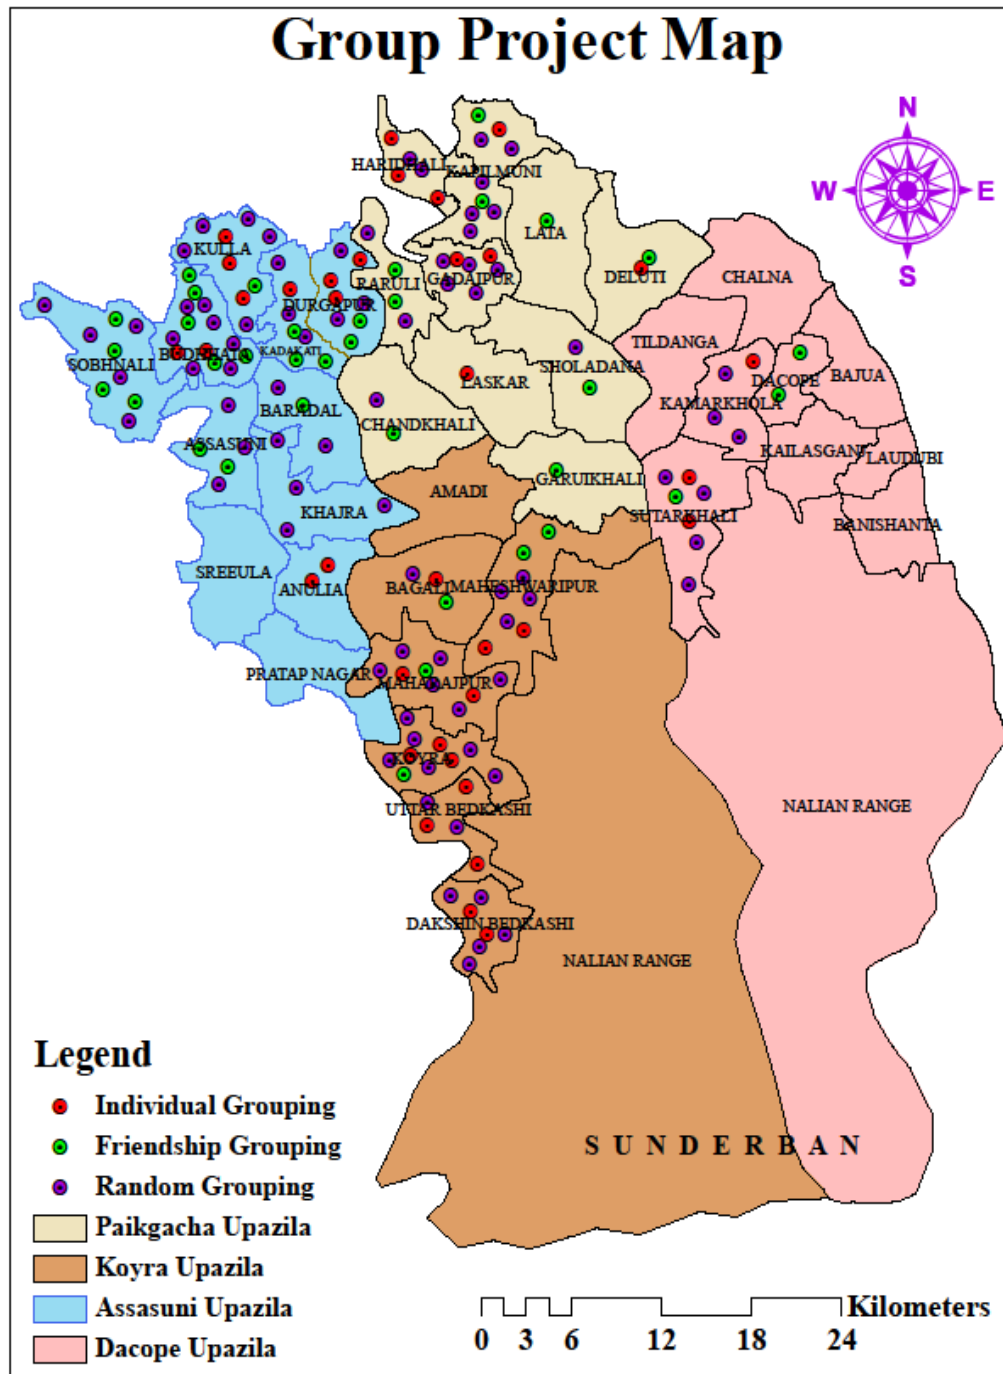 Group Project Map
N
W E
S
HARIDHALI
KAPILMUNI
LATA
KULLA
RARULI
GADAIPUR
DELUTI
CHALNA
DURGAPUR
TILDANGA
SOBHNALI
BUDHHATA
KADAKATI
LASKAR
SHOLADANA
DACOPE
BAJUA
KAMARKHOLA
BARADAL
CHANDKHALI
ASSASUNI
KAILASGANJ
LAUDUBI
GARUIKHALI
AMADI
KHAJRA
SUTARKHALI
BANISHANTA
SREEULA
ANULIA
BAGALI
MAHESHWARIPUR
PRATAP NAGAR
MAHARAJPUR
KOYRA
UTTAR BEDKASHI
NALIAN RANGE
DAKSHIN BEDKASHI
NALIAN RANGE
SUNDERBAN
Legend
Individual Grouping
Friendship Grouping
Random Grouping
Paikgacha Upazila
Koyra Upazila
Assasuni Upazila
Dacope Upazila
Kilometers
0 3 6 12 18 24